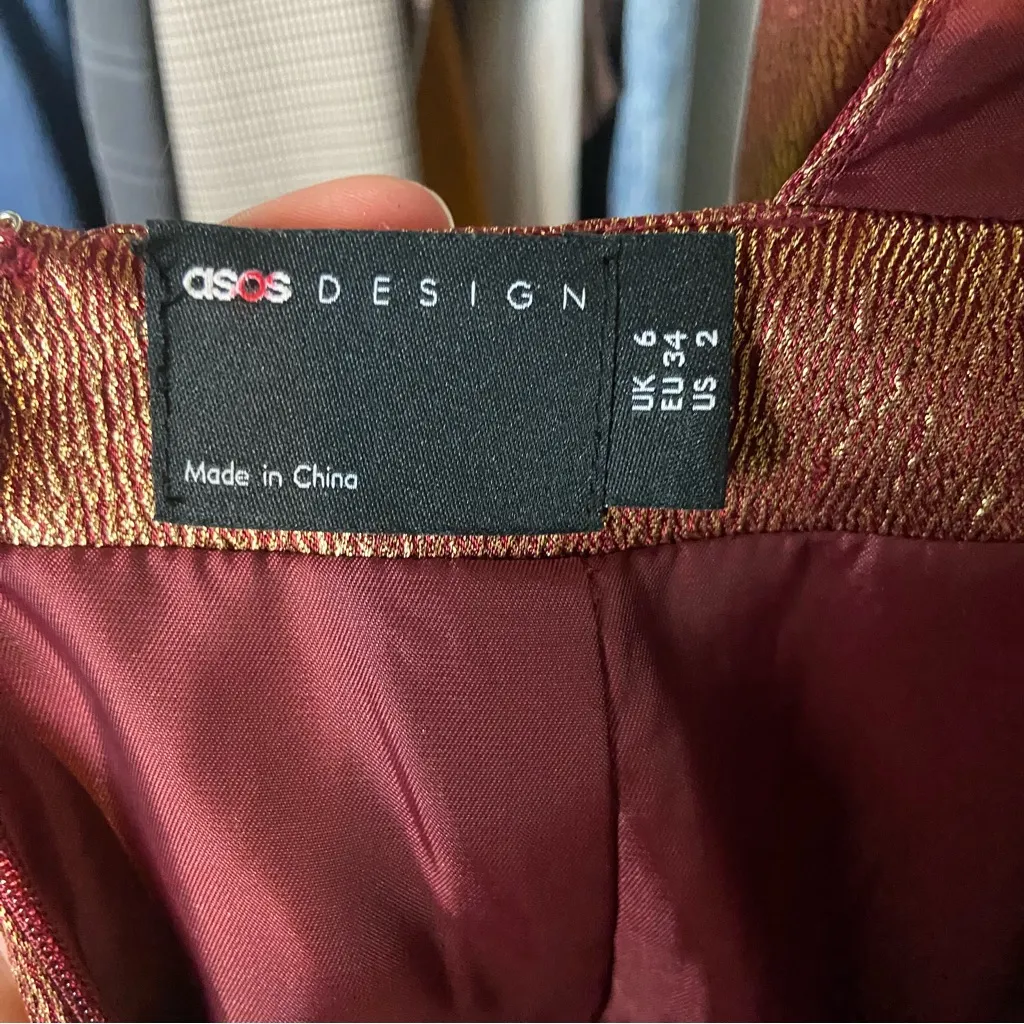 asos DESIGN
Made in China
UK 6
EU 34
US 2